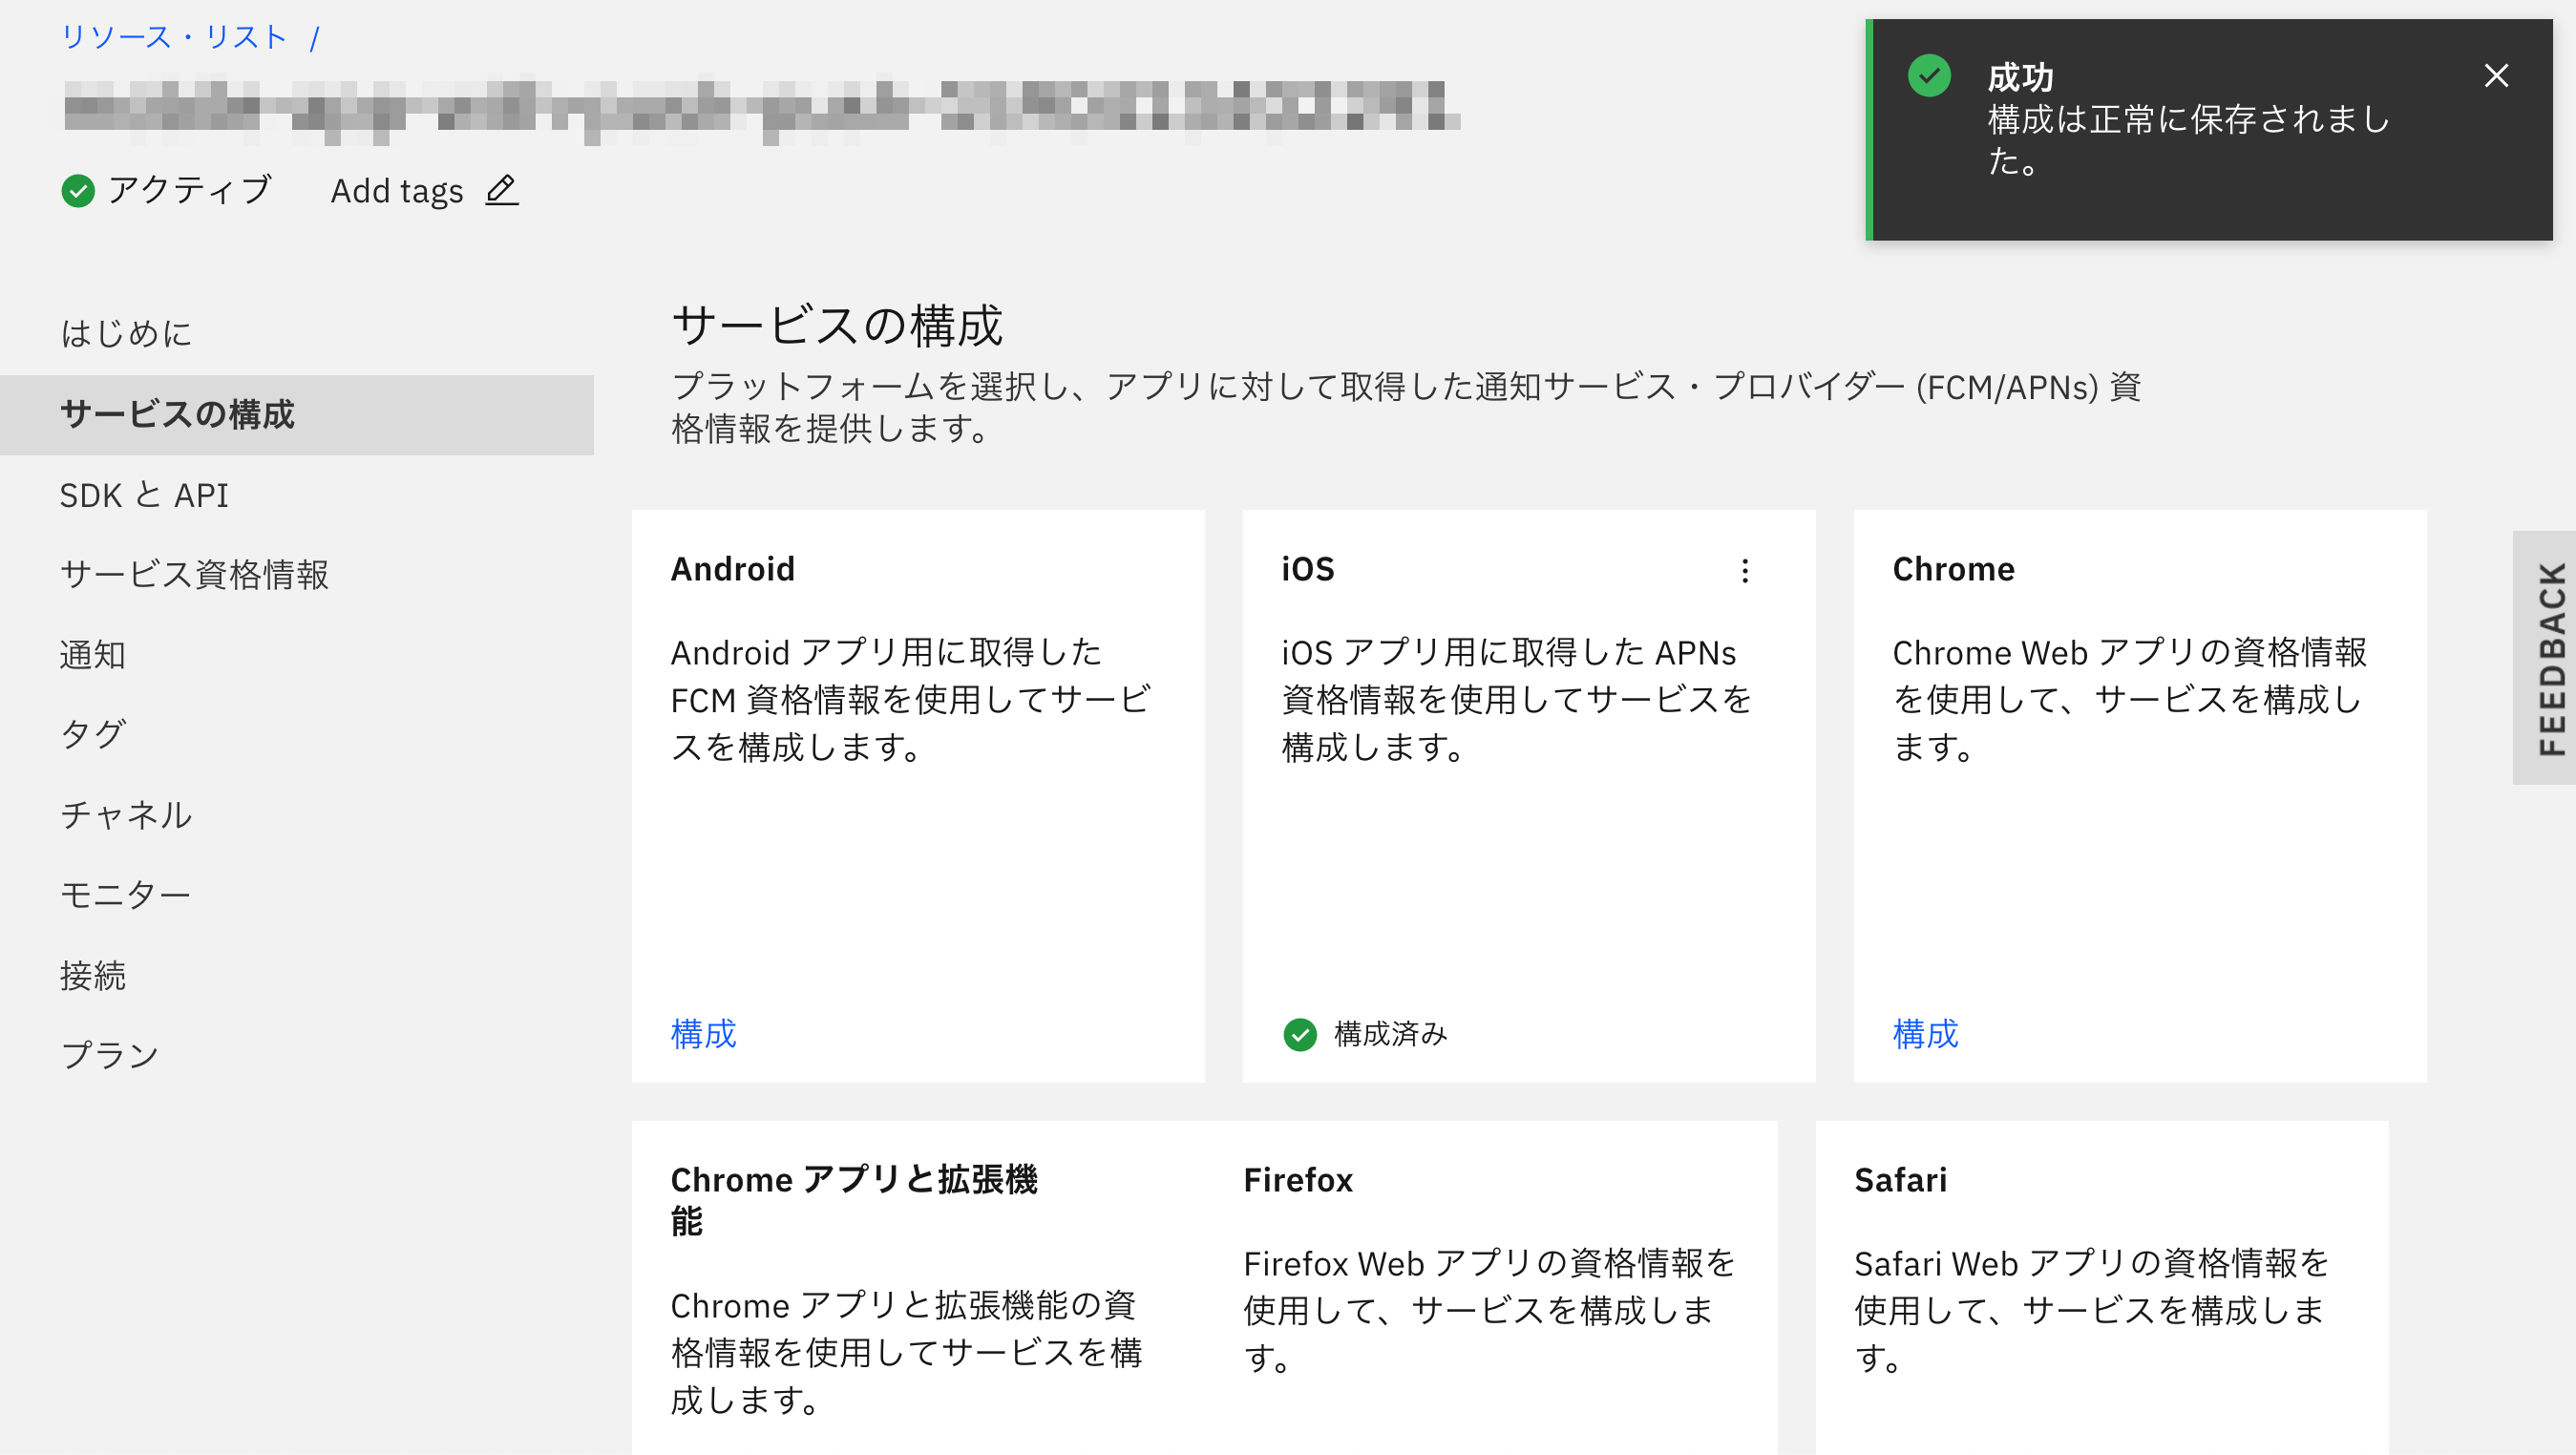 リソース・リスト /
成功
構成は正常に保存されまし
た。
アクティブ
Add tags
はじめに
サービスの構成
SDK と API
サービス資格情報
通知
タグ
チャネル
モニター
接続
プラン
サービスの構成
プラットフォームを選択し、アプリに対して取得した通知サービス・プロバイダー (FCM/APNs) 資
格情報を提供します。
Android
Android アプリ用に取得した
FCM 資格情報を使用してサービ
スを構成します。
構成
iOS
iOS アプリ用に取得した APNs
資格情報を使用してサービスを
構成します。
構成済み
Chrome
Chrome Web アプリの資格情報
を使用して、サービスを構成し
ます。
構成
Chrome アプリと拡張機
能
Chrome アプリと拡張機能の資
格情報を使用してサービスを構
成します。
Firefox
Firefox Web アプリの資格情報を
使用して、サービスを構成しま
す。
Safari
Safari Web アプリの資格情報を
使用して、サービスを構成しま
す。
FEEDBACK